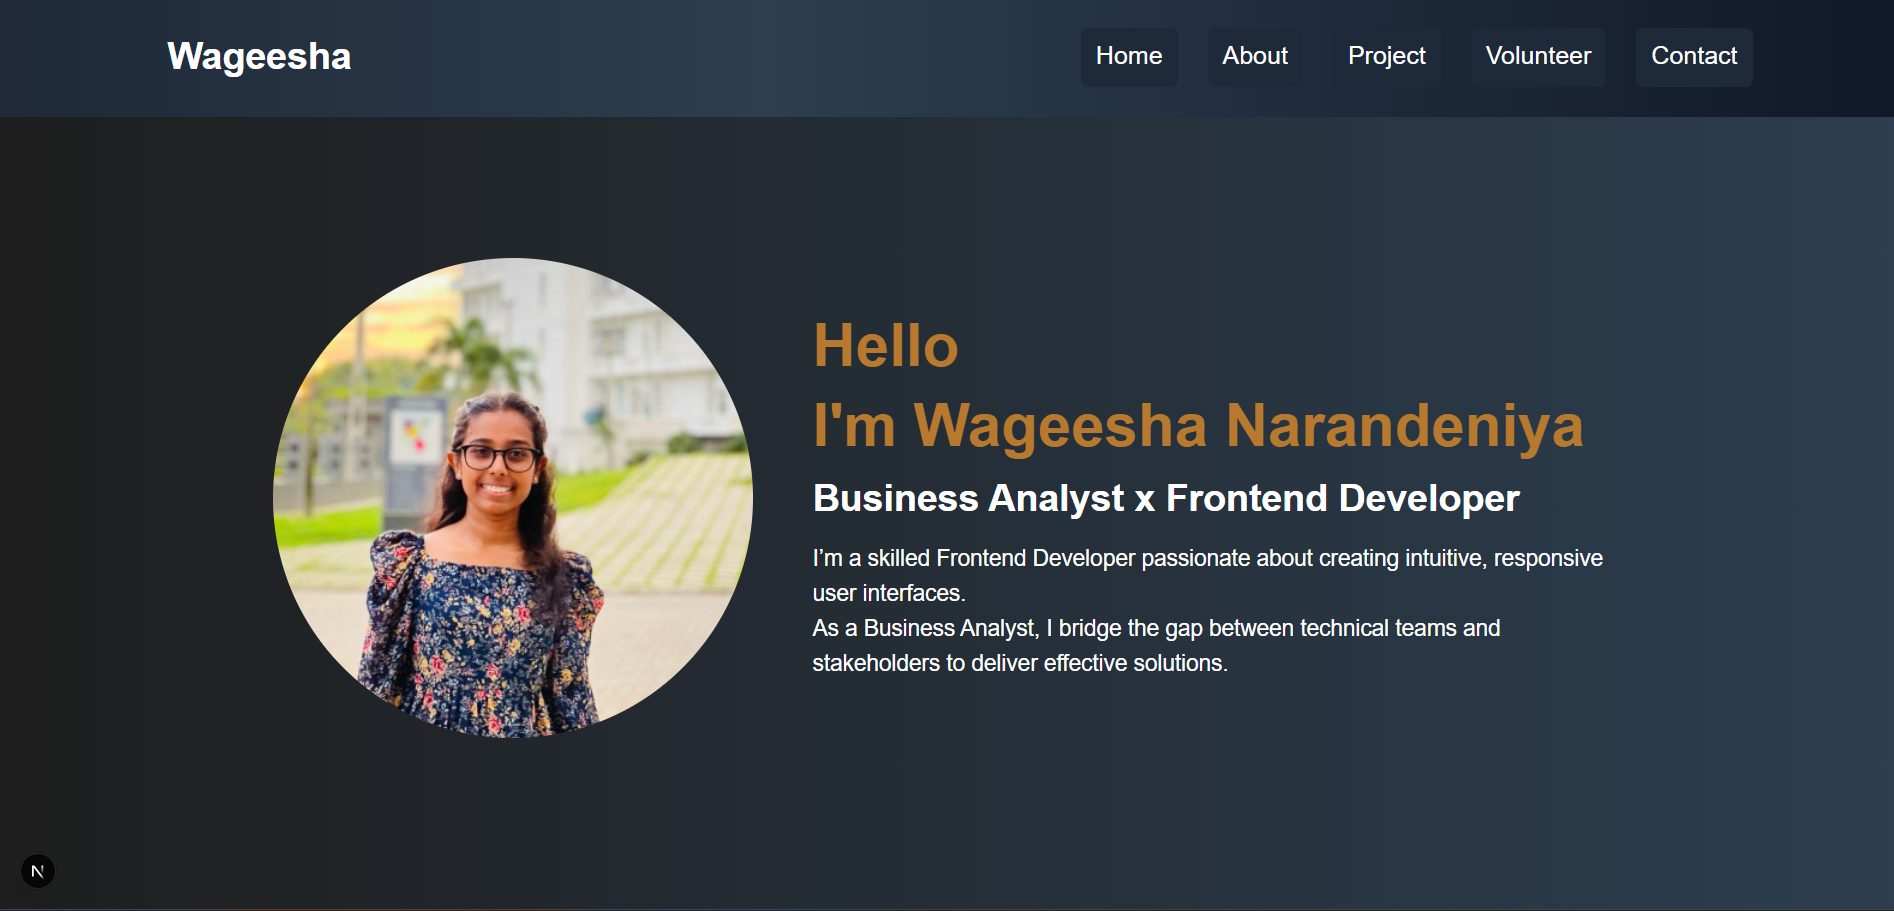 Wageesha
Home
About
Project
Volunteer
Contact
Hello
I'm Wageesha Narandeniya
Business Analyst x Frontend Developer
I’m a skilled Frontend Developer passionate about creating intuitive, responsive
user interfaces.
As a Business Analyst, I bridge the gap between technical teams and
stakeholders to deliver effective solutions.
N